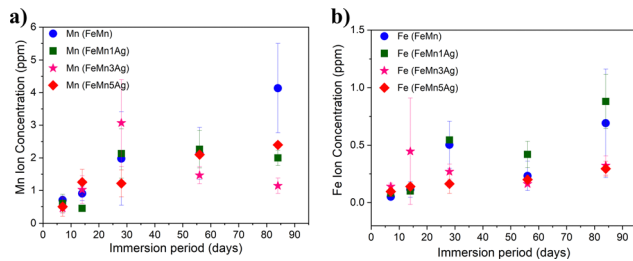 a)
Mn Ion Concentration (ppm)
6
5
4
3
2
1
0
Mn (FeMn)
Mn (FeMn1Ag)
Mn (FeMn3Ag)
Mn (FeMn5Ag)
0 10 20 30 40 50 60 70 80 90
Immersion period (days)
b)
Fe Ion Concentration (ppm)
1.5
1.0
0.5
0.0
Fe (FeMn)
Fe (FeMn1Ag)
Fe (FeMn3Ag)
Fe (FeMn5Ag)
0 10 20 30 40 50 60 70 80 90
Immersion period (days)